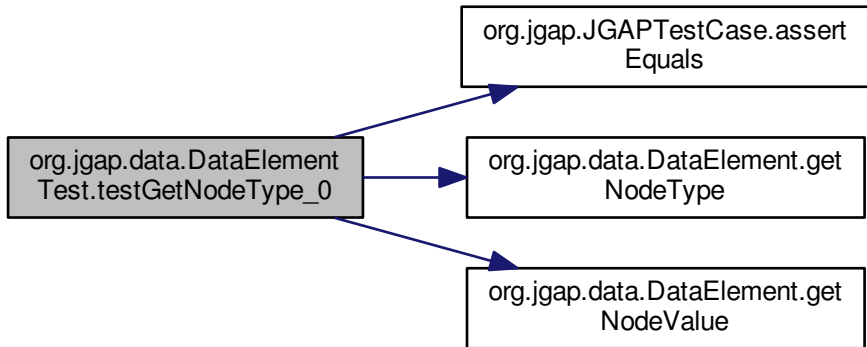 org.jgap.JGAPTestCase.assert
Equals
org.jgap.data.DataElement
Test.testGetNodeType_0
org.jgap.data.DataElement.get
NodeType
org.jgap.data.DataElement.get
NodeValue